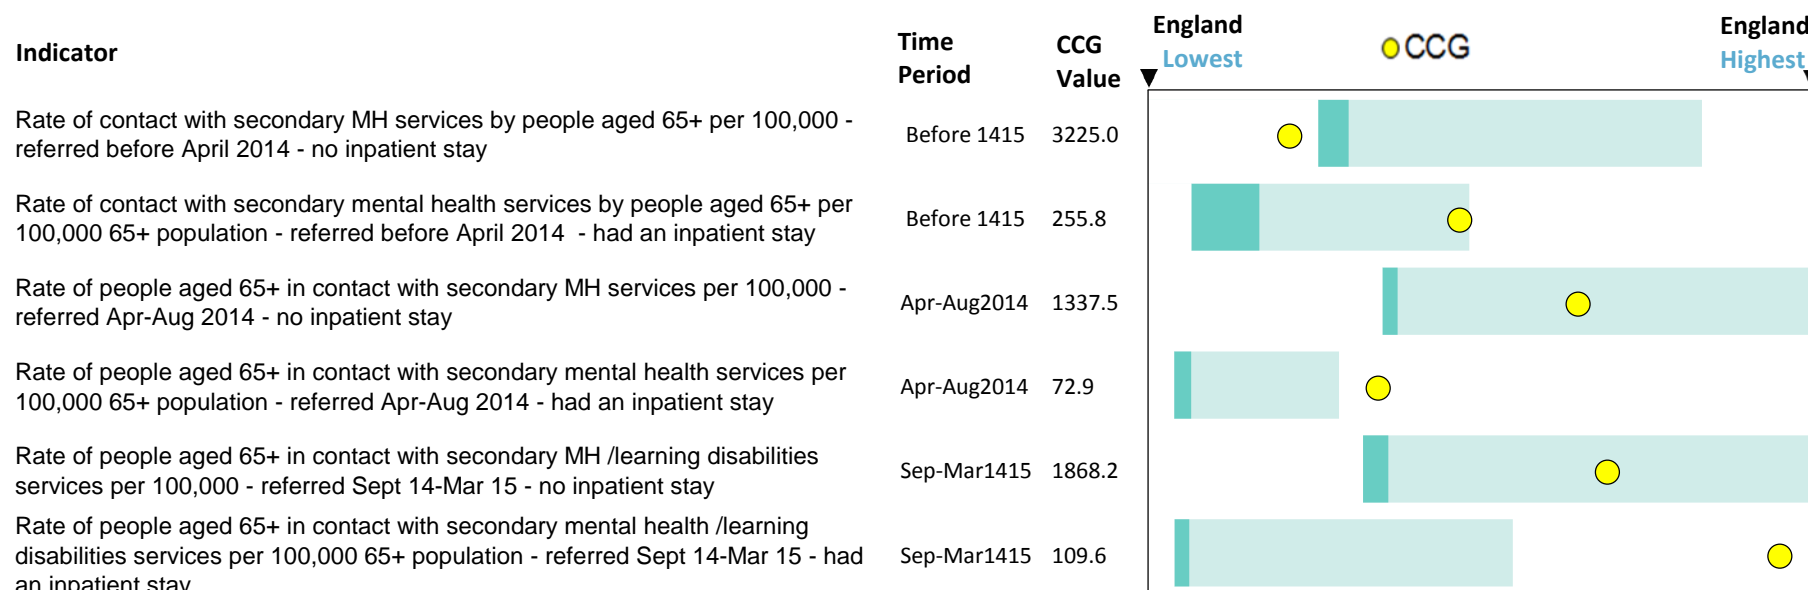 Indicator
Time
Period
CCG
Value
England
Lowest
CCG
England
Highest
Rate of contact with secondary MH services by people aged 65+ per 100,000 -
referred before April 2014 - no inpatient stay
Before 1415
3225.0
Rate of contact with secondary mental health services by people aged 65+ per
100,000 65+ population - referred before April 2014  - had an inpatient stay
Before 1415
255.8
Rate of people aged 65+ in contact with secondary MH services per 100,000 -
referred Apr-Aug 2014 - no inpatient stay
Apr-Aug2014
1337.5
Rate of people aged 65+ in contact with secondary mental health services per
100,000 65+ population - referred Apr-Aug 2014 - had an inpatient stay
Apr-Aug2014
72.9
Rate of people aged 65+ in contact with secondary MH /learning disabilities
services per 100,000 - referred Sept 14-Mar 15 - no inpatient stay
Sep-Mar1415
1868.2
Rate of people aged 65+ in contact with secondary mental health /learning
disabilities services per 100,000 65+ population - referred Sept 14-Mar 15 - had
an inpatient stay
Sep-Mar1415
109.6